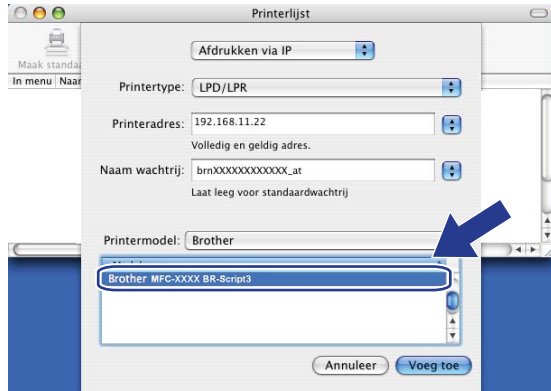 Printerlijst
Afdrukken via IP
Maak standa
In menu Naar
Printertype: LPD/LPR
Printeradres: 192.168.11.22
Volledig en geldig adres.
Naam wachtrij: brnXXXXXXXXXXXX_at
Laat leeg voor standaardwachtrij
Printermodel: Brother
Brother MFC-XXXX BR-Script3
Annuleer Voeg toe